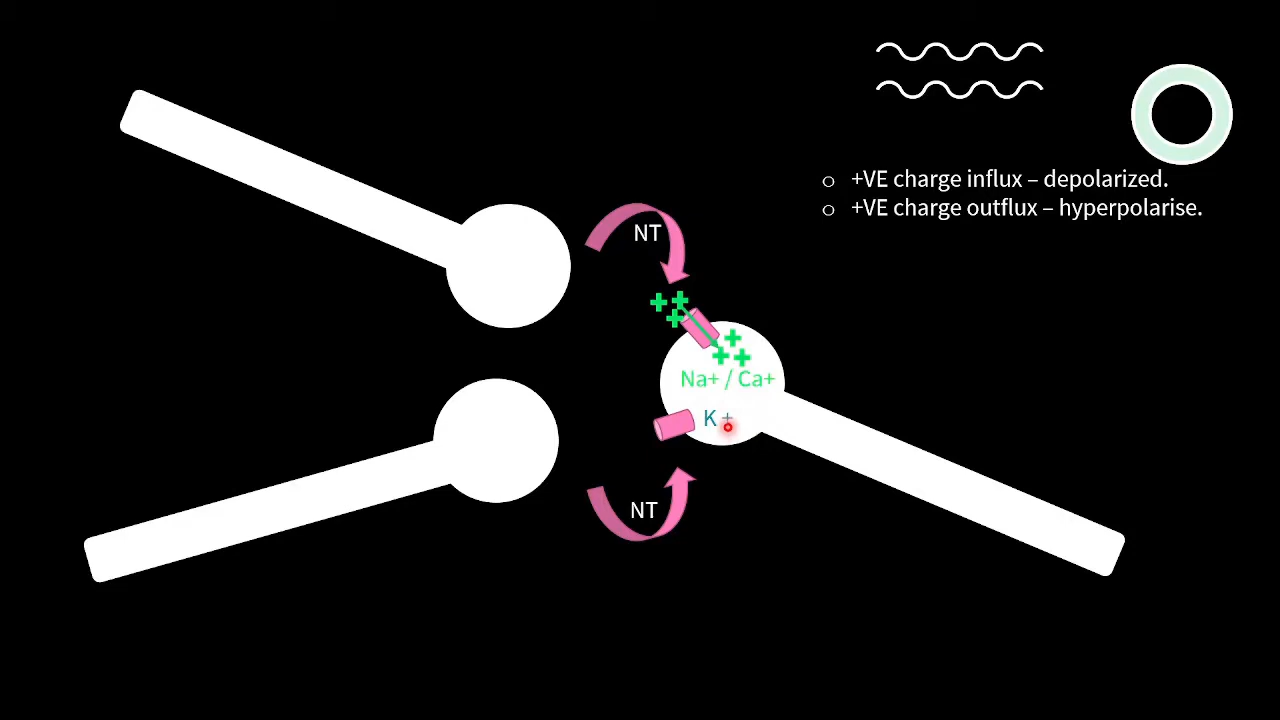 +VE charge influx – depolarized.
+VE charge outflux – hyperpolarise.
NT
Na+ / Ca+
K +
NT